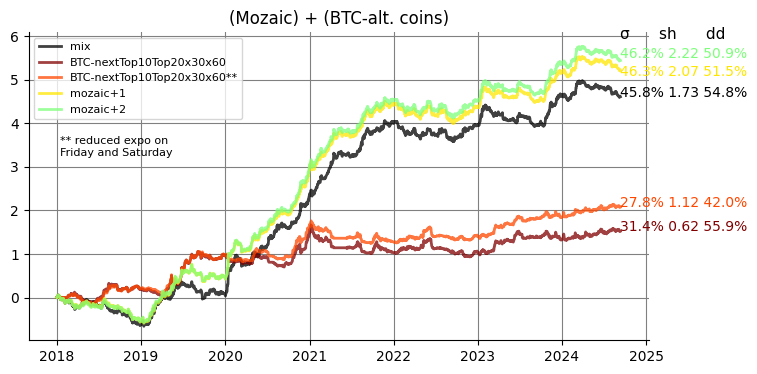 (Mozaic) + (BTC-alt. coins)
σ sh dd
6
5
4
3
2
1
0
mix
BTC-nextTop10Top20x30x60
BTC-nextTop10Top20x30x60**
mozaic+1
mozaic+2
** reduced expo on
Friday and Saturday
46.2% 2.22 50.9%
46.3% 2.07 51.5%
45.8% 1.73 54.8%
27.8% 1.12 42.0%
31.4% 0.62 55.9%
2018 2019 2020 2021 2022 2023 2024 2025